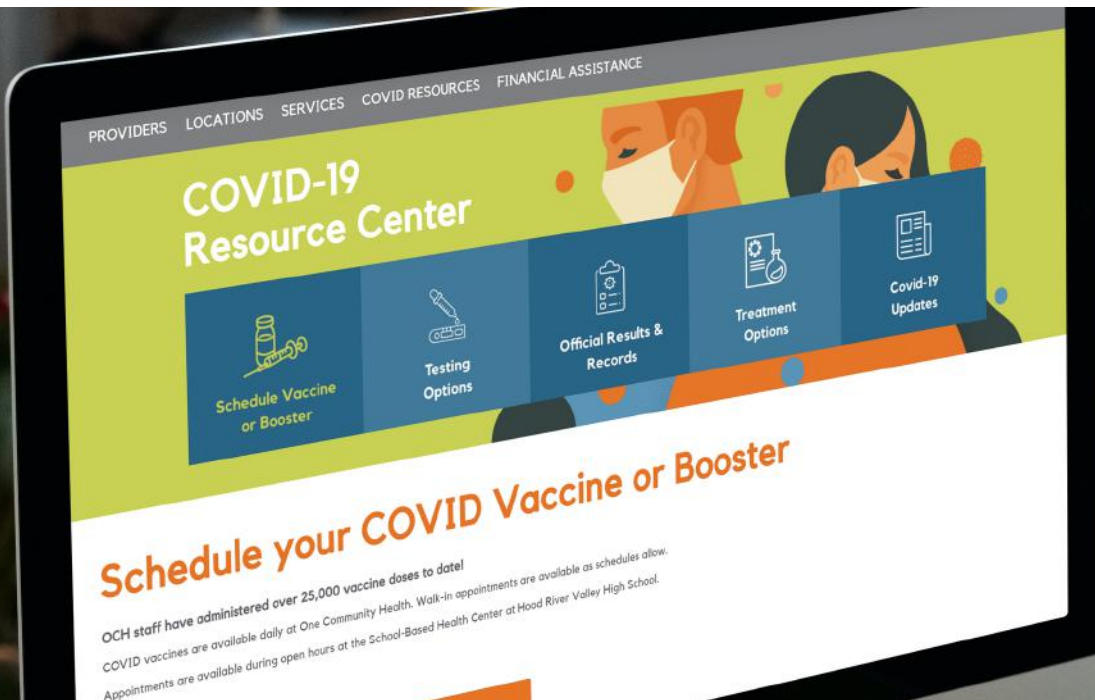 PROVIDERS LOCATIONS SERVICES COVID RESOURCES FINANCIAL ASSISTANCE
COVID-19
Resource Center
Schedule Vaccine
or Booster
Testing
Options
Official Results &
Records
Treatment
Options
Covid-19
Updates
Schedule your COVID Vaccine or Booster
OCH staff have administered over 25,000 vaccine doses to date!
COVID vaccines are available daily at One Community Health. Walk-in appointments are available as schedules allow.
Appointments are available during open hours at the School-Based Health Center at Hood River Valley High School.